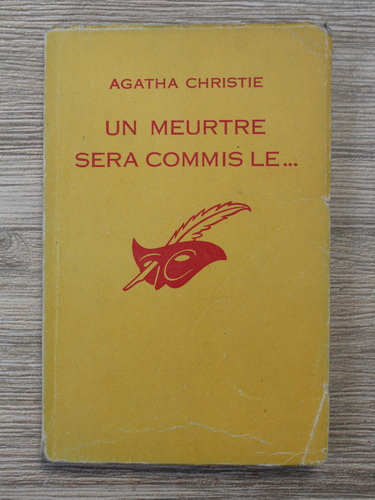 AGATHA CHRISTIE
UN MEURTRE
SERA COMMIS LE...